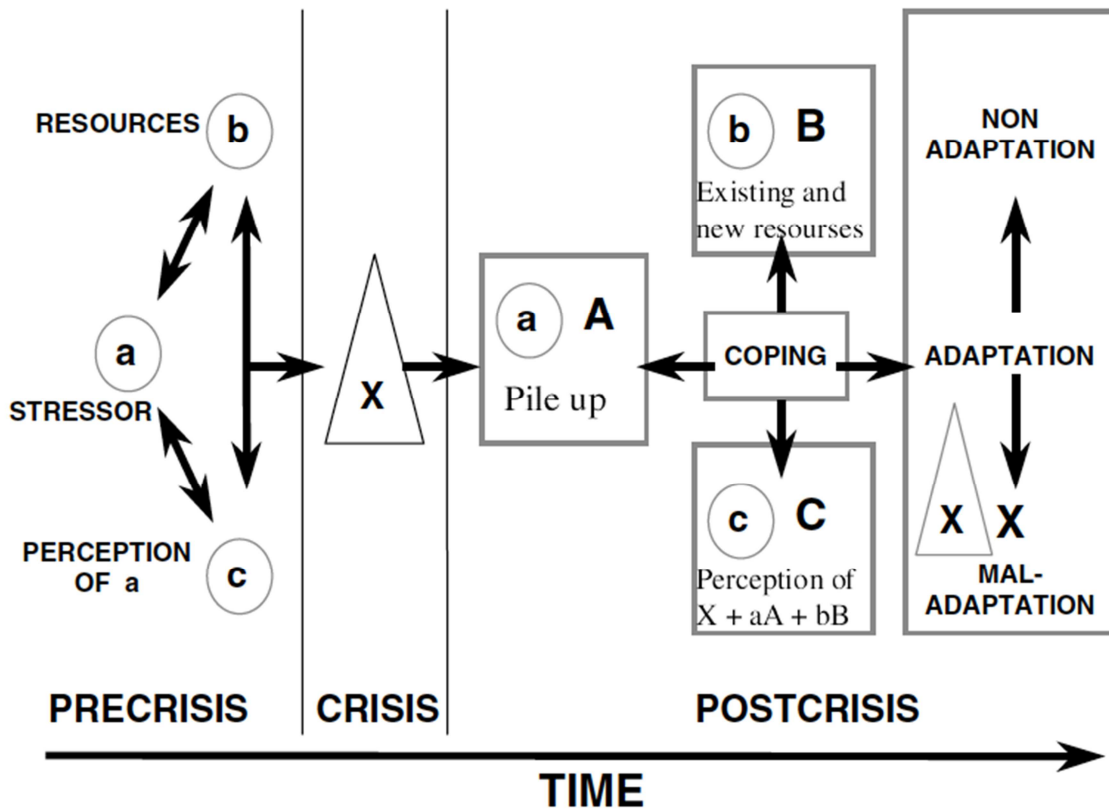 RESOURCES
b
a
STRESSOR
PERCEPTION
OF a
c
X
a A
Pile up
b B
Existing and
new resourses
COPING
c C
Perception of
X + aA + bB
NON
ADAPTATION
ADAPTATION
X X
MAL-
ADAPTATION
PRECRISIS
CRISIS
POSTCRISIS
TIME